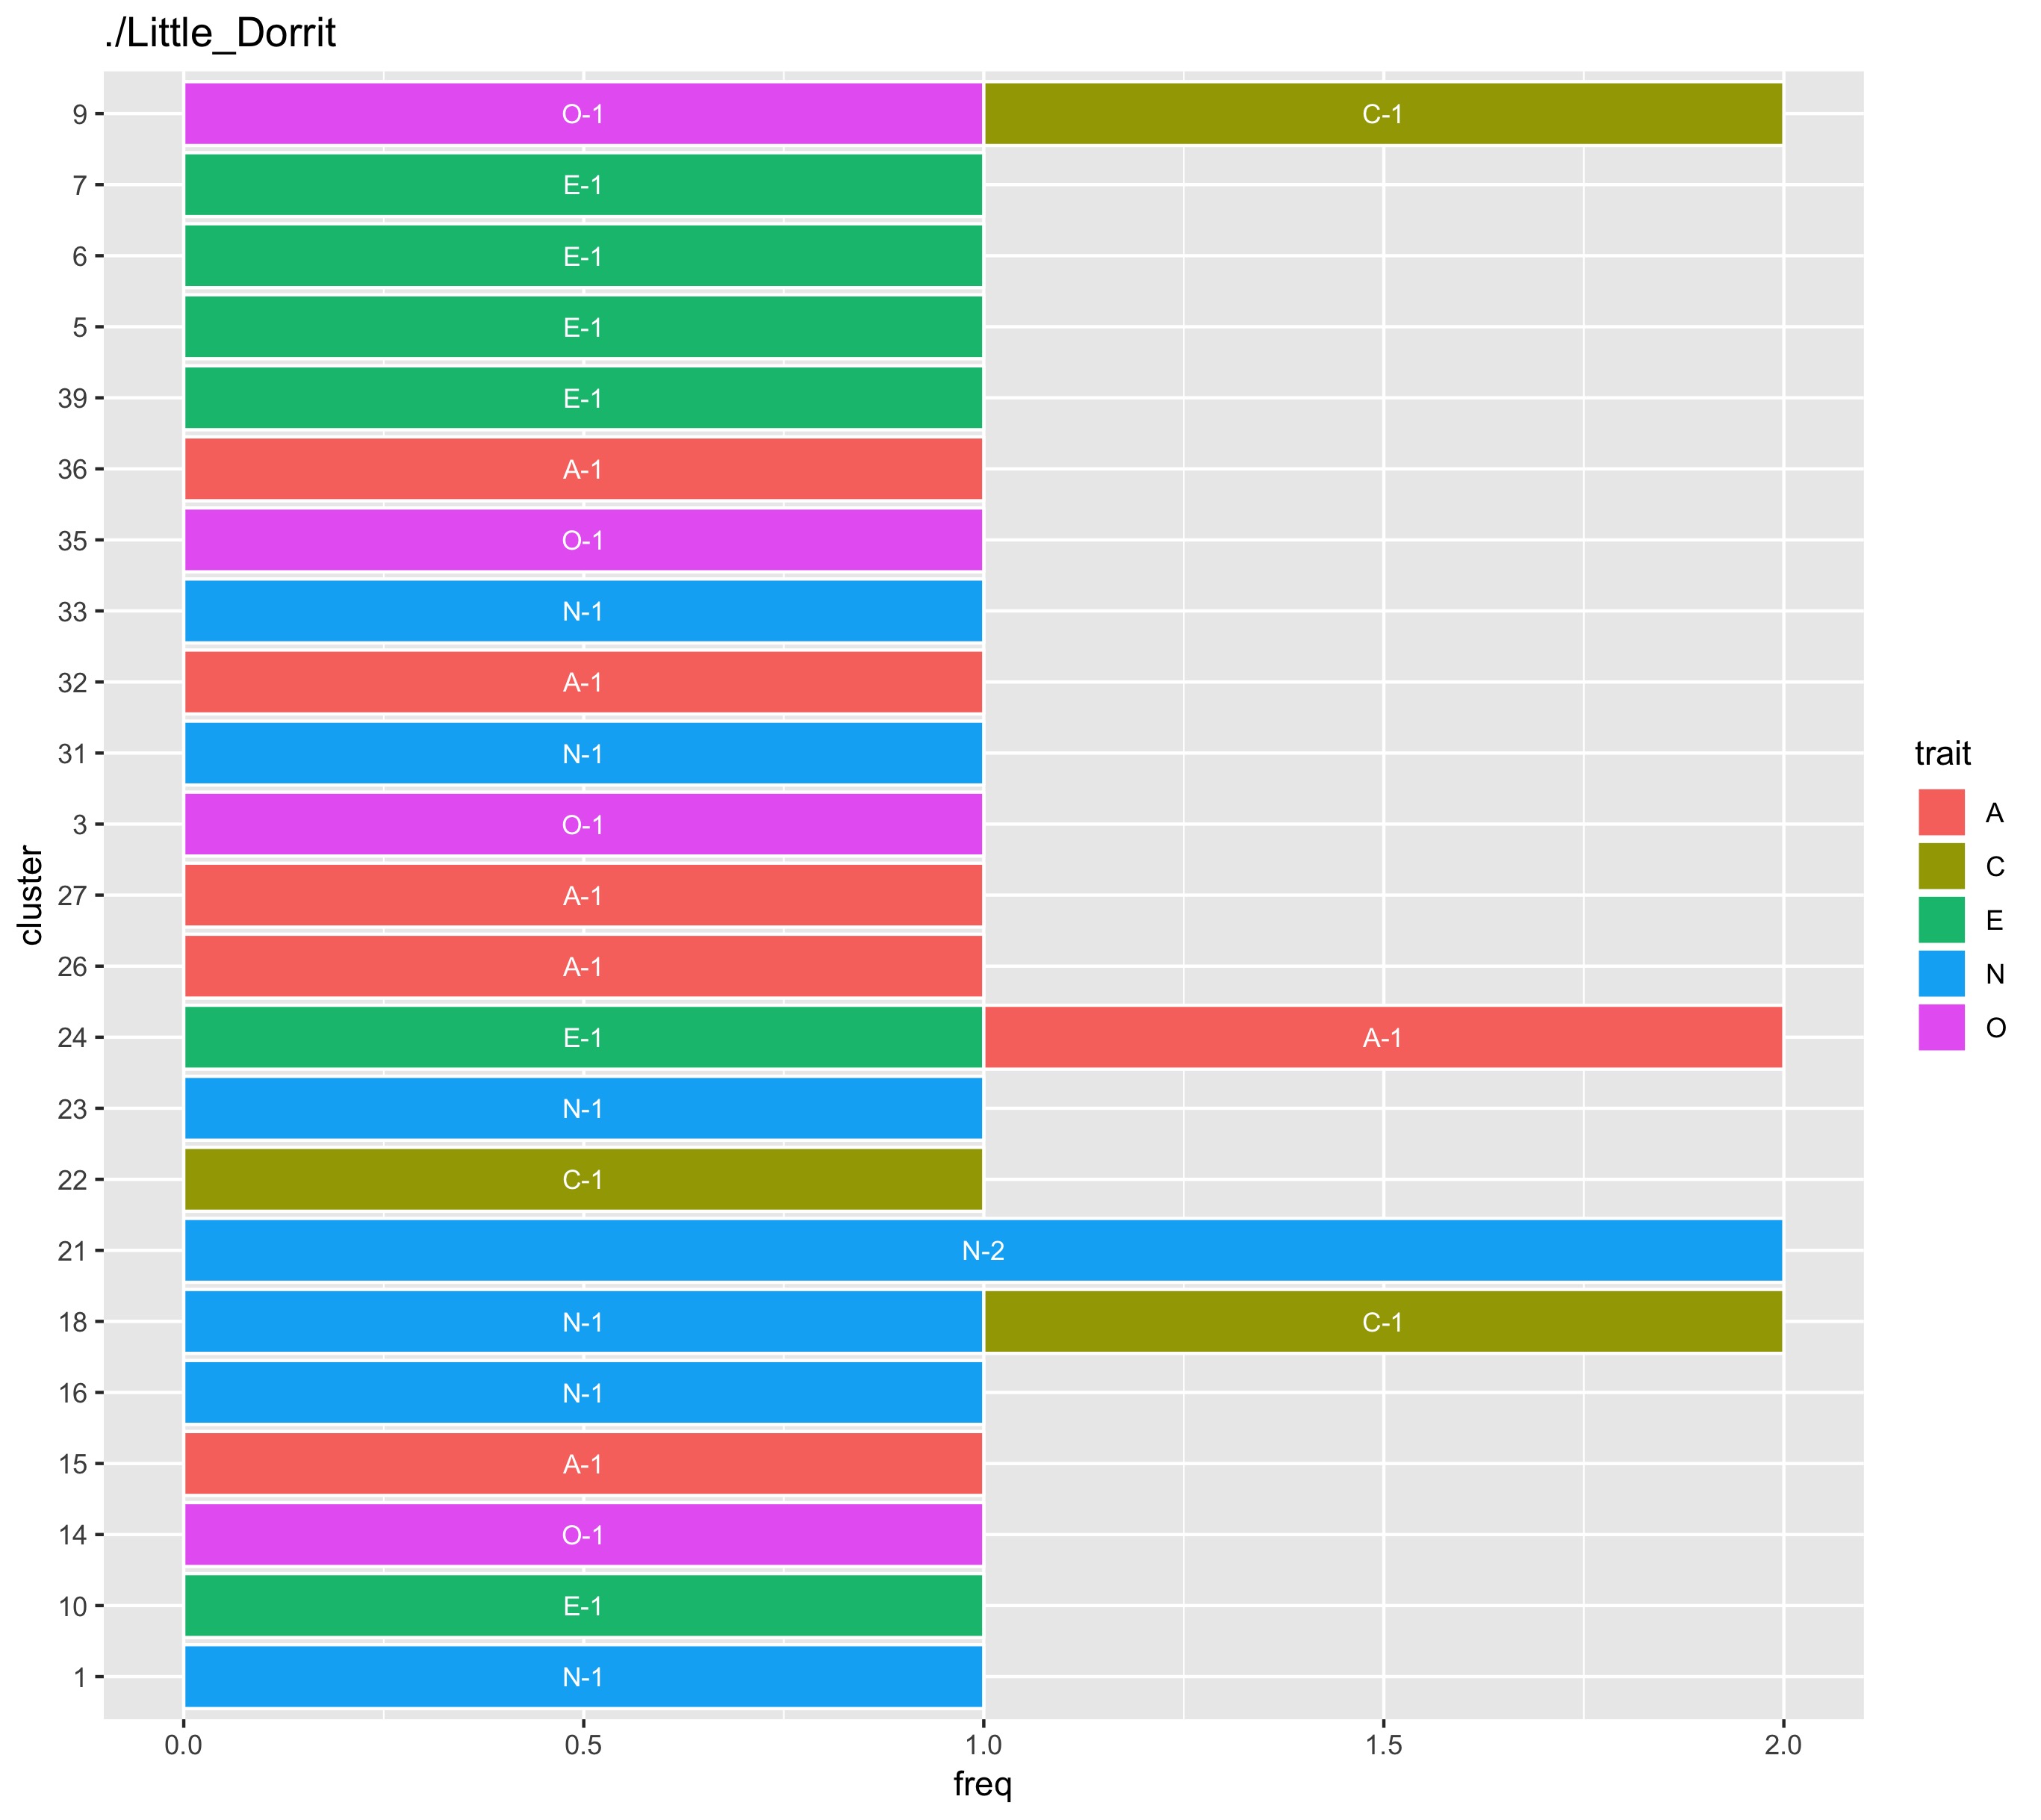 ./Little_Dorrit
9 O-1 C-1
7 E-1
6 E-1
5 E-1
39 E-1
36 A-1
35 O-1
33 N-1
32 A-1
31 N-1
3 O-1
27 A-1
26 A-1
24 E-1 A-1
23 N-1
22 C-1
21 N-2
18 N-1 C-1
16 N-1
15 A-1
14 O-1
10 E-1
1 N-1
0.0 0.5 1.0 1.5 2.0
freq
cluster
trait
A
C
E
N
O